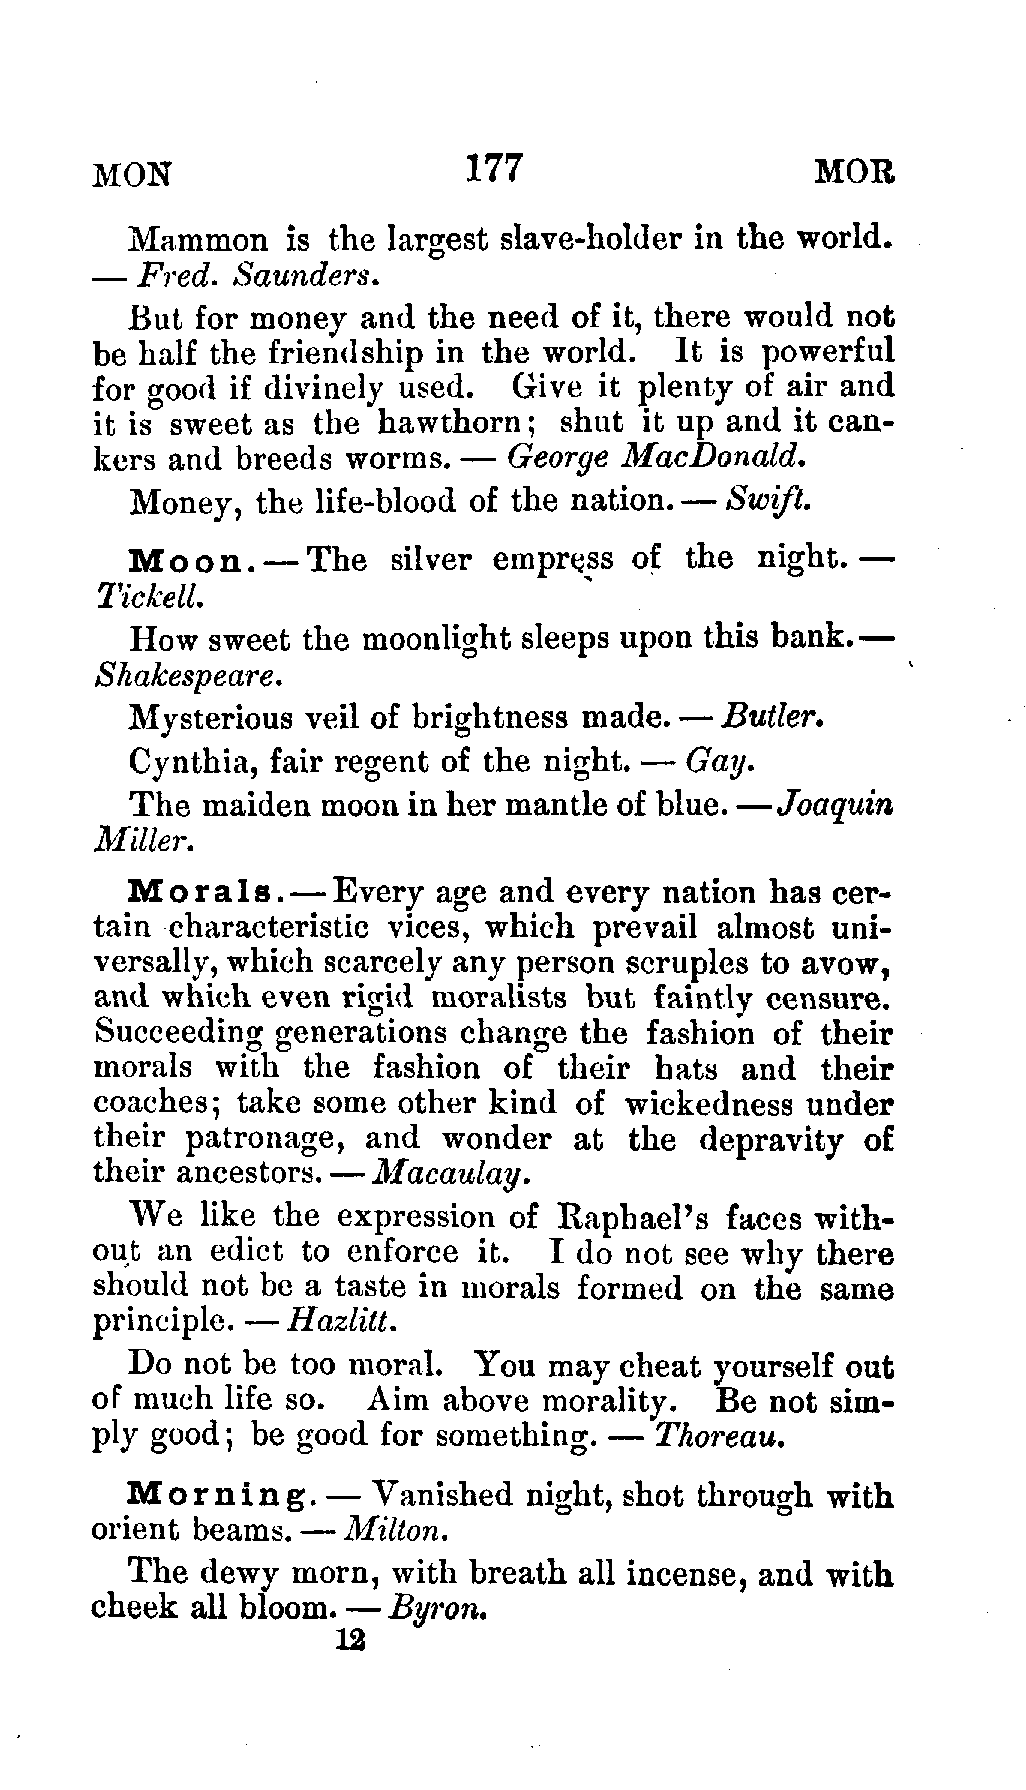 MON 177 MOR
Mammon is the largest slave-holder in the world.
— Fred. Saunders.
But for money and the need of it, there would not
be half the friendship in the world. It is powerful
for good if divinely used. Give it plenty of air and
it is sweet as the hawthorn; shut it up and it can-
kers and breeds worms. — George MacDonald.
Money, the life-blood of the nation. — Swift.
Moon. — The silver empress of the night. —
Tickell.
How sweet the moonlight sleeps upon this bank. —
Shakespeare.
Mysterious veil of brightness made. — Butler.
Cynthia, fair regent of the night. — Gay.
The maiden moon in her mantle of blue. — Joaquin
Miller.
Morals. — Every age and every nation has cer-
tain characteristic vices, which prevail almost uni-
versally, which scarcely any person scruples to avow,
and which even rigid moralists but faintly censure.
Succeeding generations change the fashion of their
morals with the fashion of their hats and their
coaches; take some other kind of wickedness under
their patronage, and wonder at the depravity of
their ancestors. — Macaulay.
We like the expression of Raphael's faces with-
out an edict to enforce it. I do not see why there
should not be a taste in morals formed on the same
principle. — Hazlitt.
Do not be too moral. You may cheat yourself out
of much life so. Aim above morality. Be not sim-
ply good; be good for something. — Thoreau.
Morning. — Vanished night, shot through with
orient beams. — Milton.
The dewy morn, with breath all incense, and with
cheek all bloom. — Byron.
12